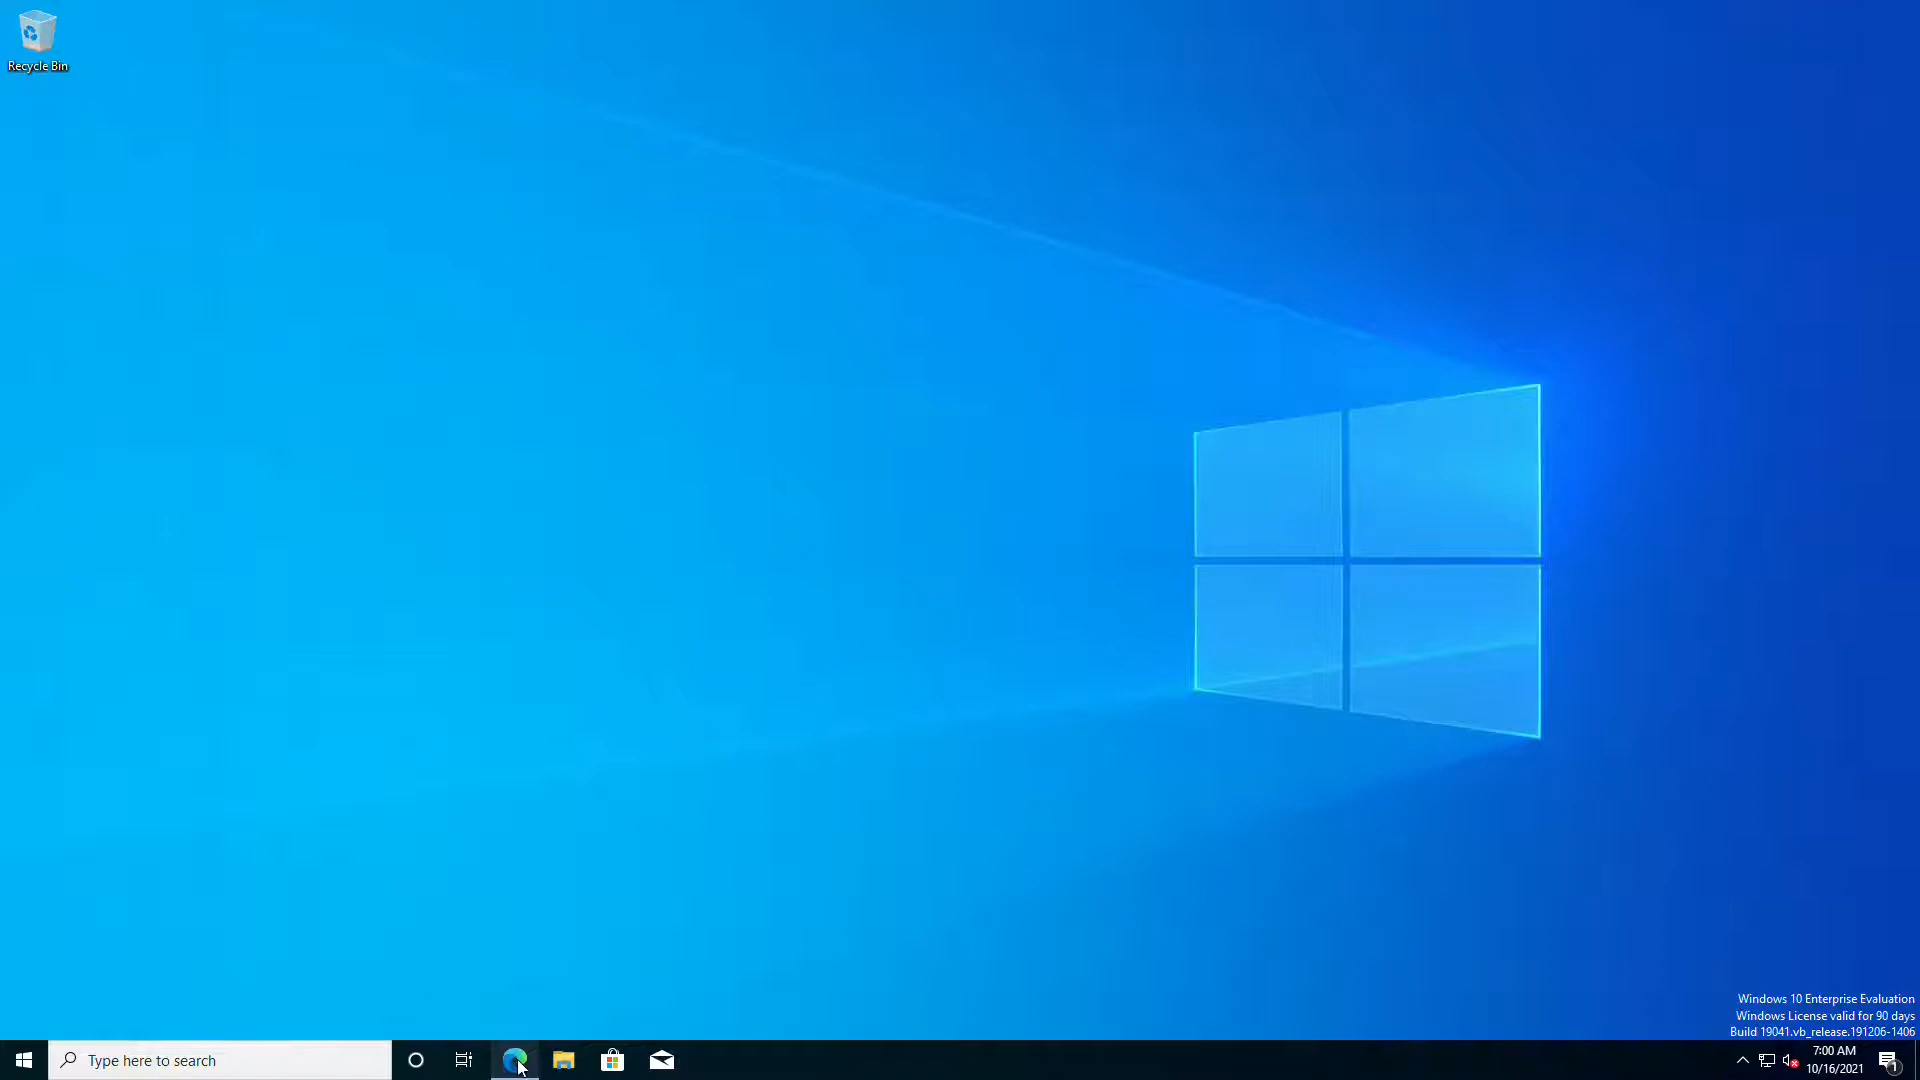 Recycle Bin
Windows 10 Enterprise Evaluation
Windows License valid for 90 days
Build 19041.vb_release.191206-1406
Type here to search
7:00 AM
10/16/2021
1